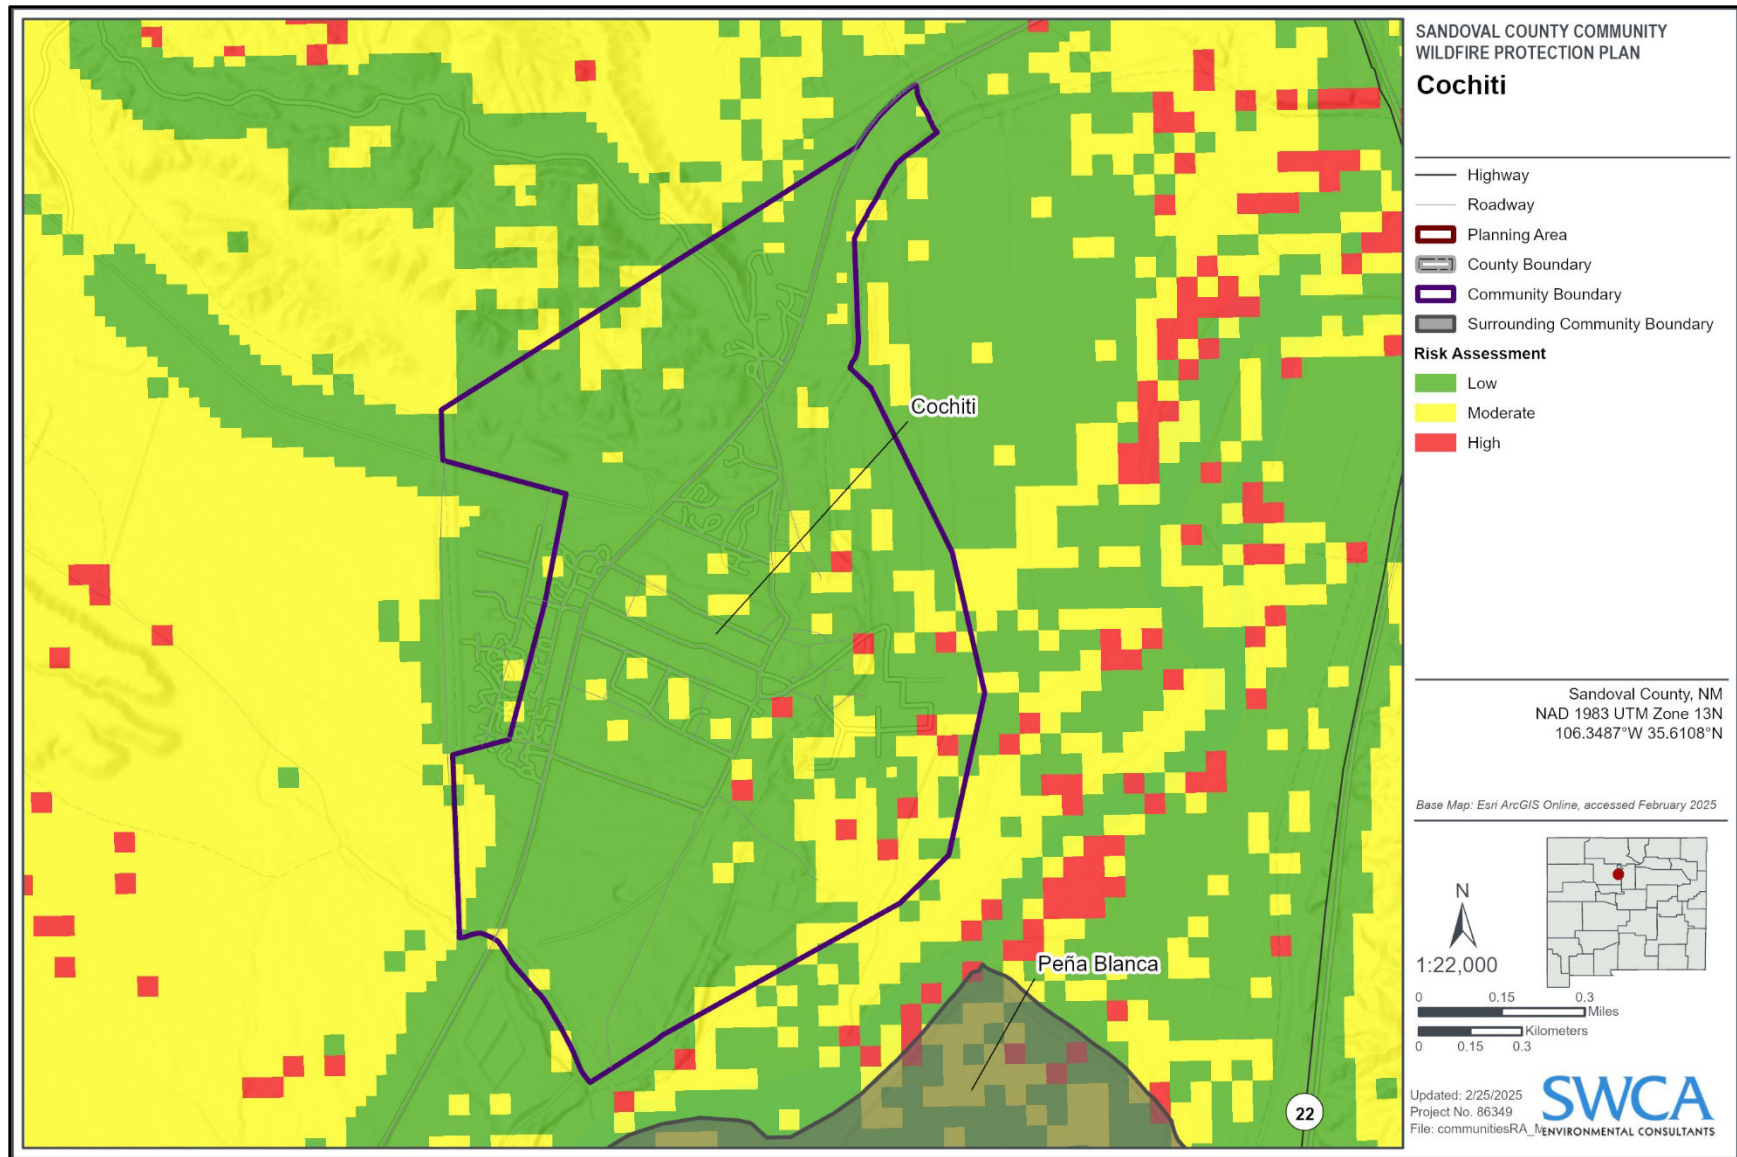 SANDOVAL COUNTY COMMUNITY
WILDFIRE PROTECTION PLAN
Cochiti
Highway
Roadway
Planning Area
County Boundary
Community Boundary
Surrounding Community Boundary
Risk Assessment
Low
Moderate
High
Cochiti
Peña Blanca
22
Sandoval County, NM
NAD 1983 UTM Zone 13N
106.3487°W 35.6108°N
Base Map: Esri ArcGIS Online, accessed February 2025
N
1:22,000
0 0.15 0.3
Miles
Kilometers
0 0.15 0.3
Updated: 2/25/2025
Project No. 86349
File: communitiesRA_M
SWCA
ENVIRONMENTAL CONSULTANTS